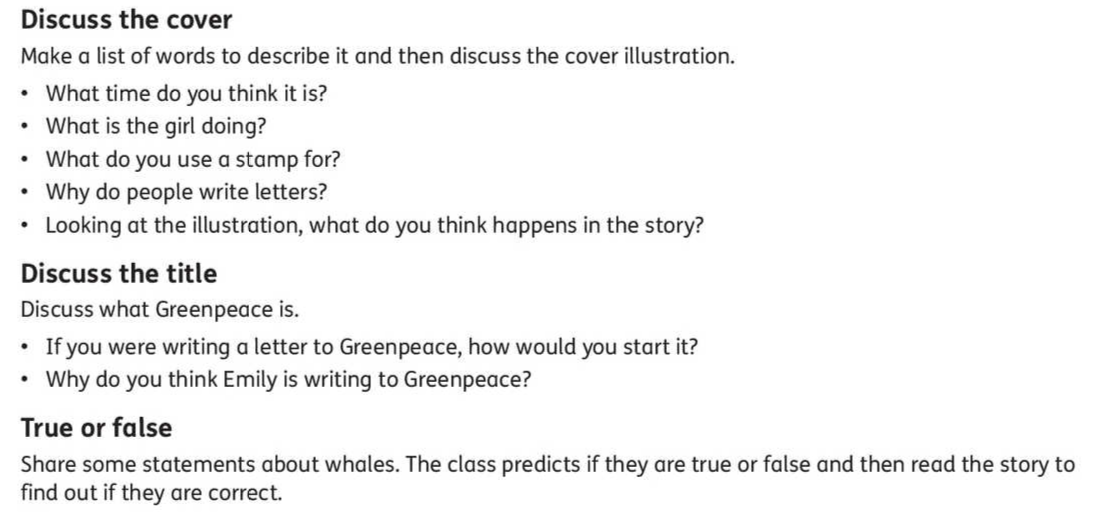 Discuss the cover
Make a list of words to describe it and then discuss the cover illustration.
• What time do you think it is?
• What is the girl doing?
• What do you use a stamp for?
• Why do people write letters?
• Looking at the illustration, what do you think happens in the story?
Discuss the title
Discuss what Greenpeace is.
• If you were writing a letter to Greenpeace, how would you start it?
• Why do you think Emily is writing to Greenpeace?
True or false
Share some statements about whales. The class predicts if they are true or false and then read the story to
find out if they are correct.